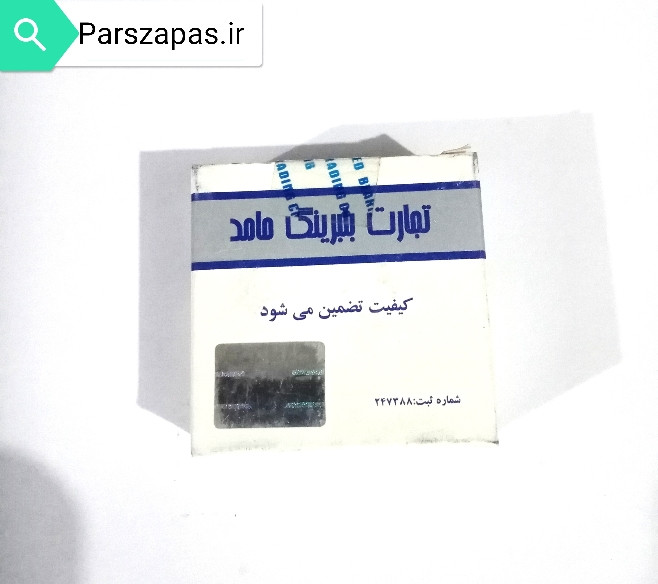 Parszapas.ir
تجارت بلبرینگ حامد
کیفیت تضمین می شود
شماره ثبت:۲۴۷۳۸۸